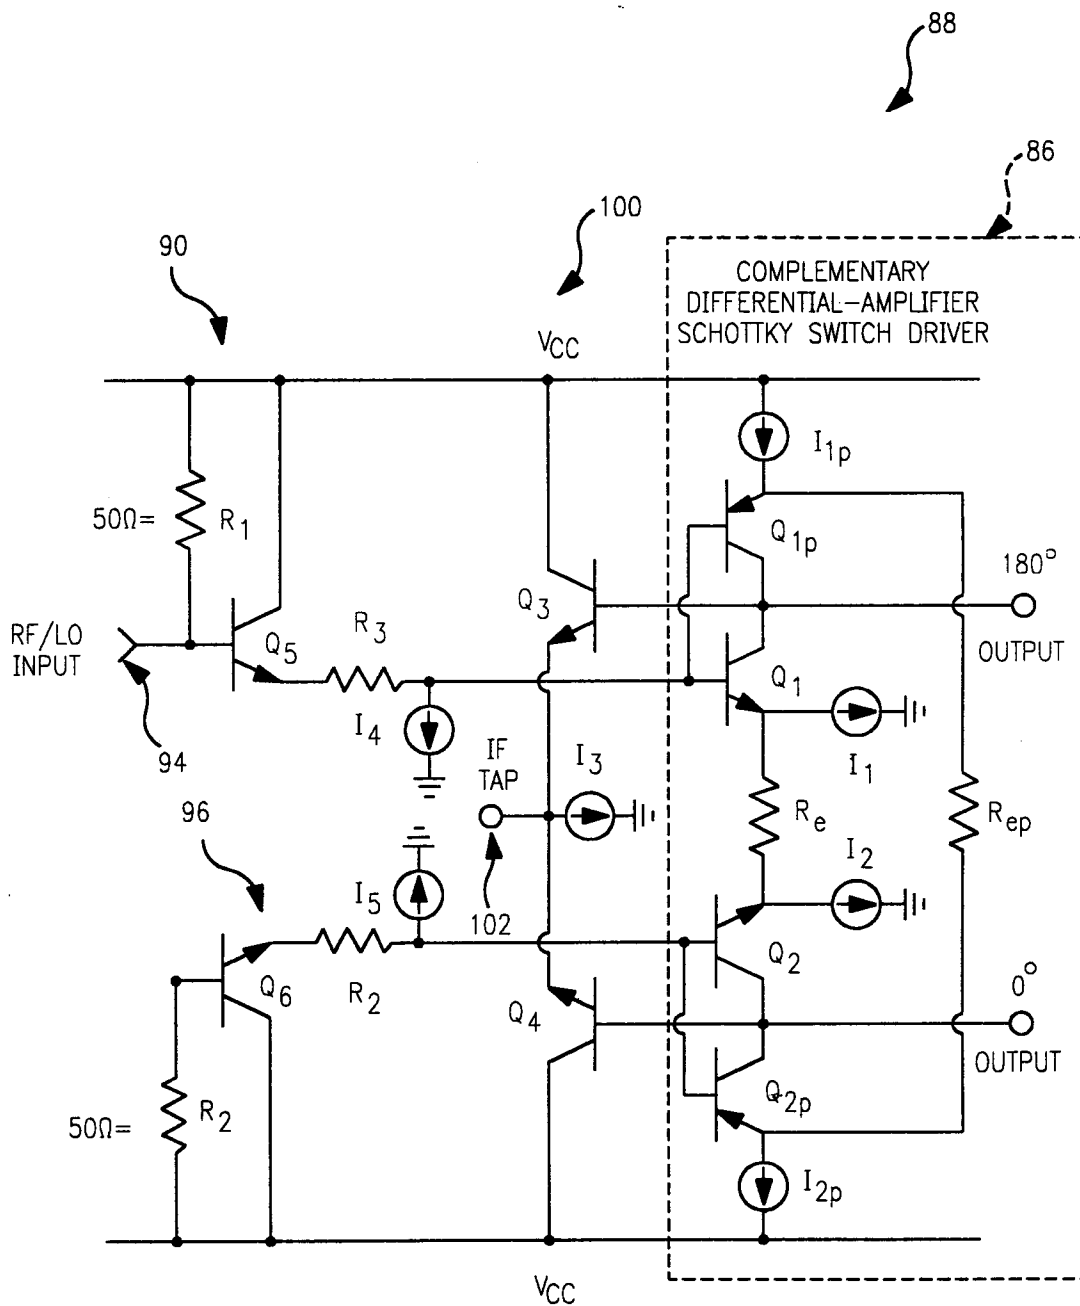 88
86
100
90
COMPLEMENTARY
DIFFERENTIAL-AMPLIFIER
SCHOTTKY SWITCH DRIVER
VCC
I1p
50Ω=
R1
Q1p
180°
Q3
RF/LO
INPUT
Q5
R3
OUTPUT
Q1
I4
IF
TAP
I3
I1
94
96
Re
Rep
I2
I5
102
Q2
Q6
R2
Q4
0°
OUTPUT
Q2p
50Ω=
R2
I2p
VCC